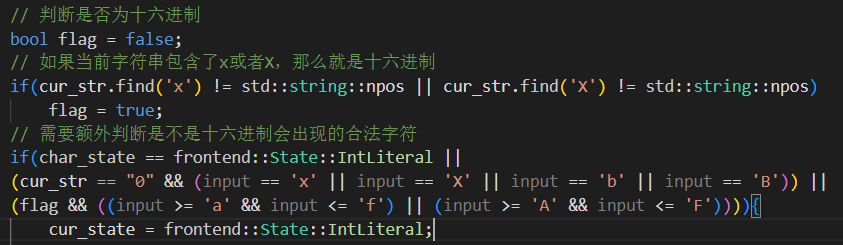 // 判断是否为十六进制
bool flag = false;
// 如果当前字符串包含了x或者X，那么就是十六进制
if(cur_str.find('x') != std::string::npos || cur_str.find('X') != std::string::npos)
    flag = true;
// 需要额外判断是不是十六进制会出现的合法字符
if(char_state == frontend::State::IntLiteral ||
(cur_str == "0" && (input == 'x' || input == 'X' || input == 'b' || input == 'B')) ||
(flag && ((input >= 'a' && input <= 'f') || (input >= 'A' && input <= 'F')))){
    cur_state = frontend::State::IntLiteral;